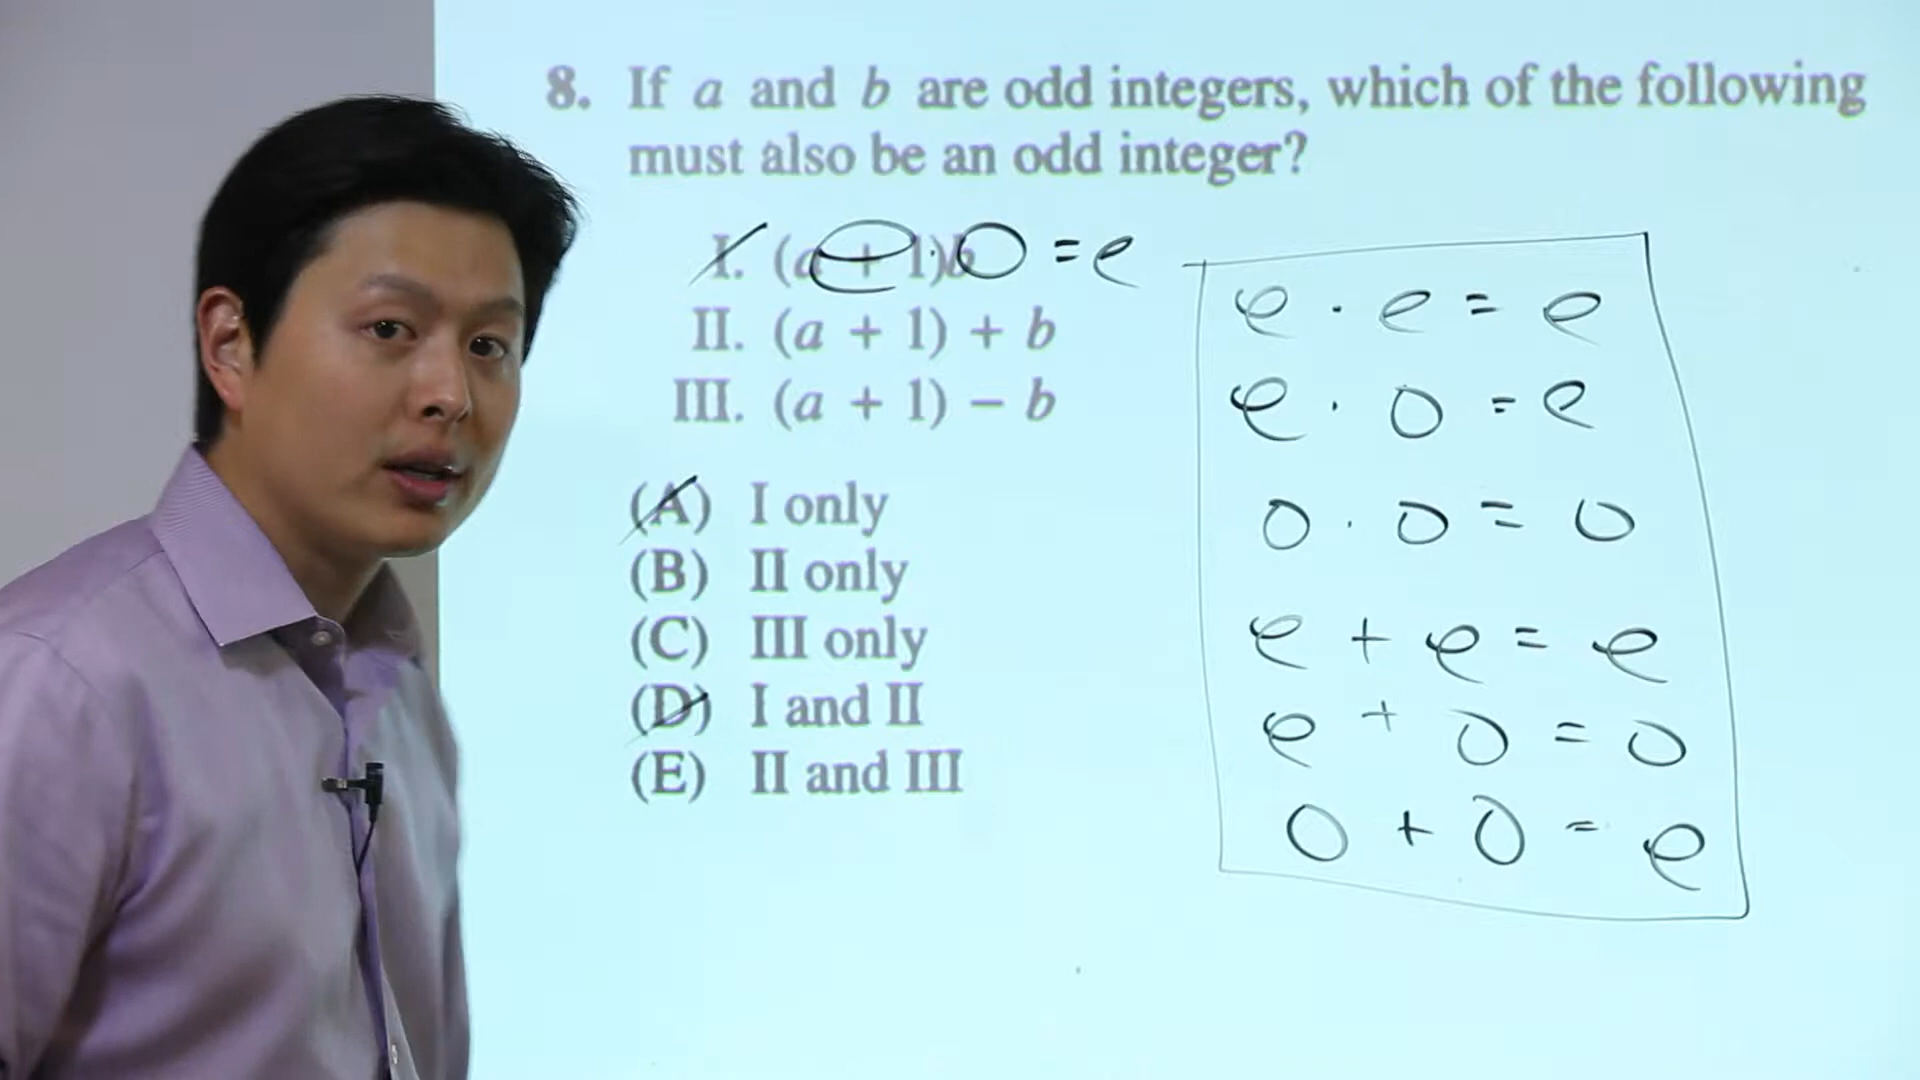 8. If a and b are odd integers, which of the following
must also be an odd integer?
I. (a + 1)b
e · o = e
II. (a + 1) + b
III. (a + 1) − b
(A) I only
(B) II only
(C) III only
(D) I and II
(E) II and III
e · e = e
e · o = e
o · o = o
e + e = e
e + o = o
o + o = e